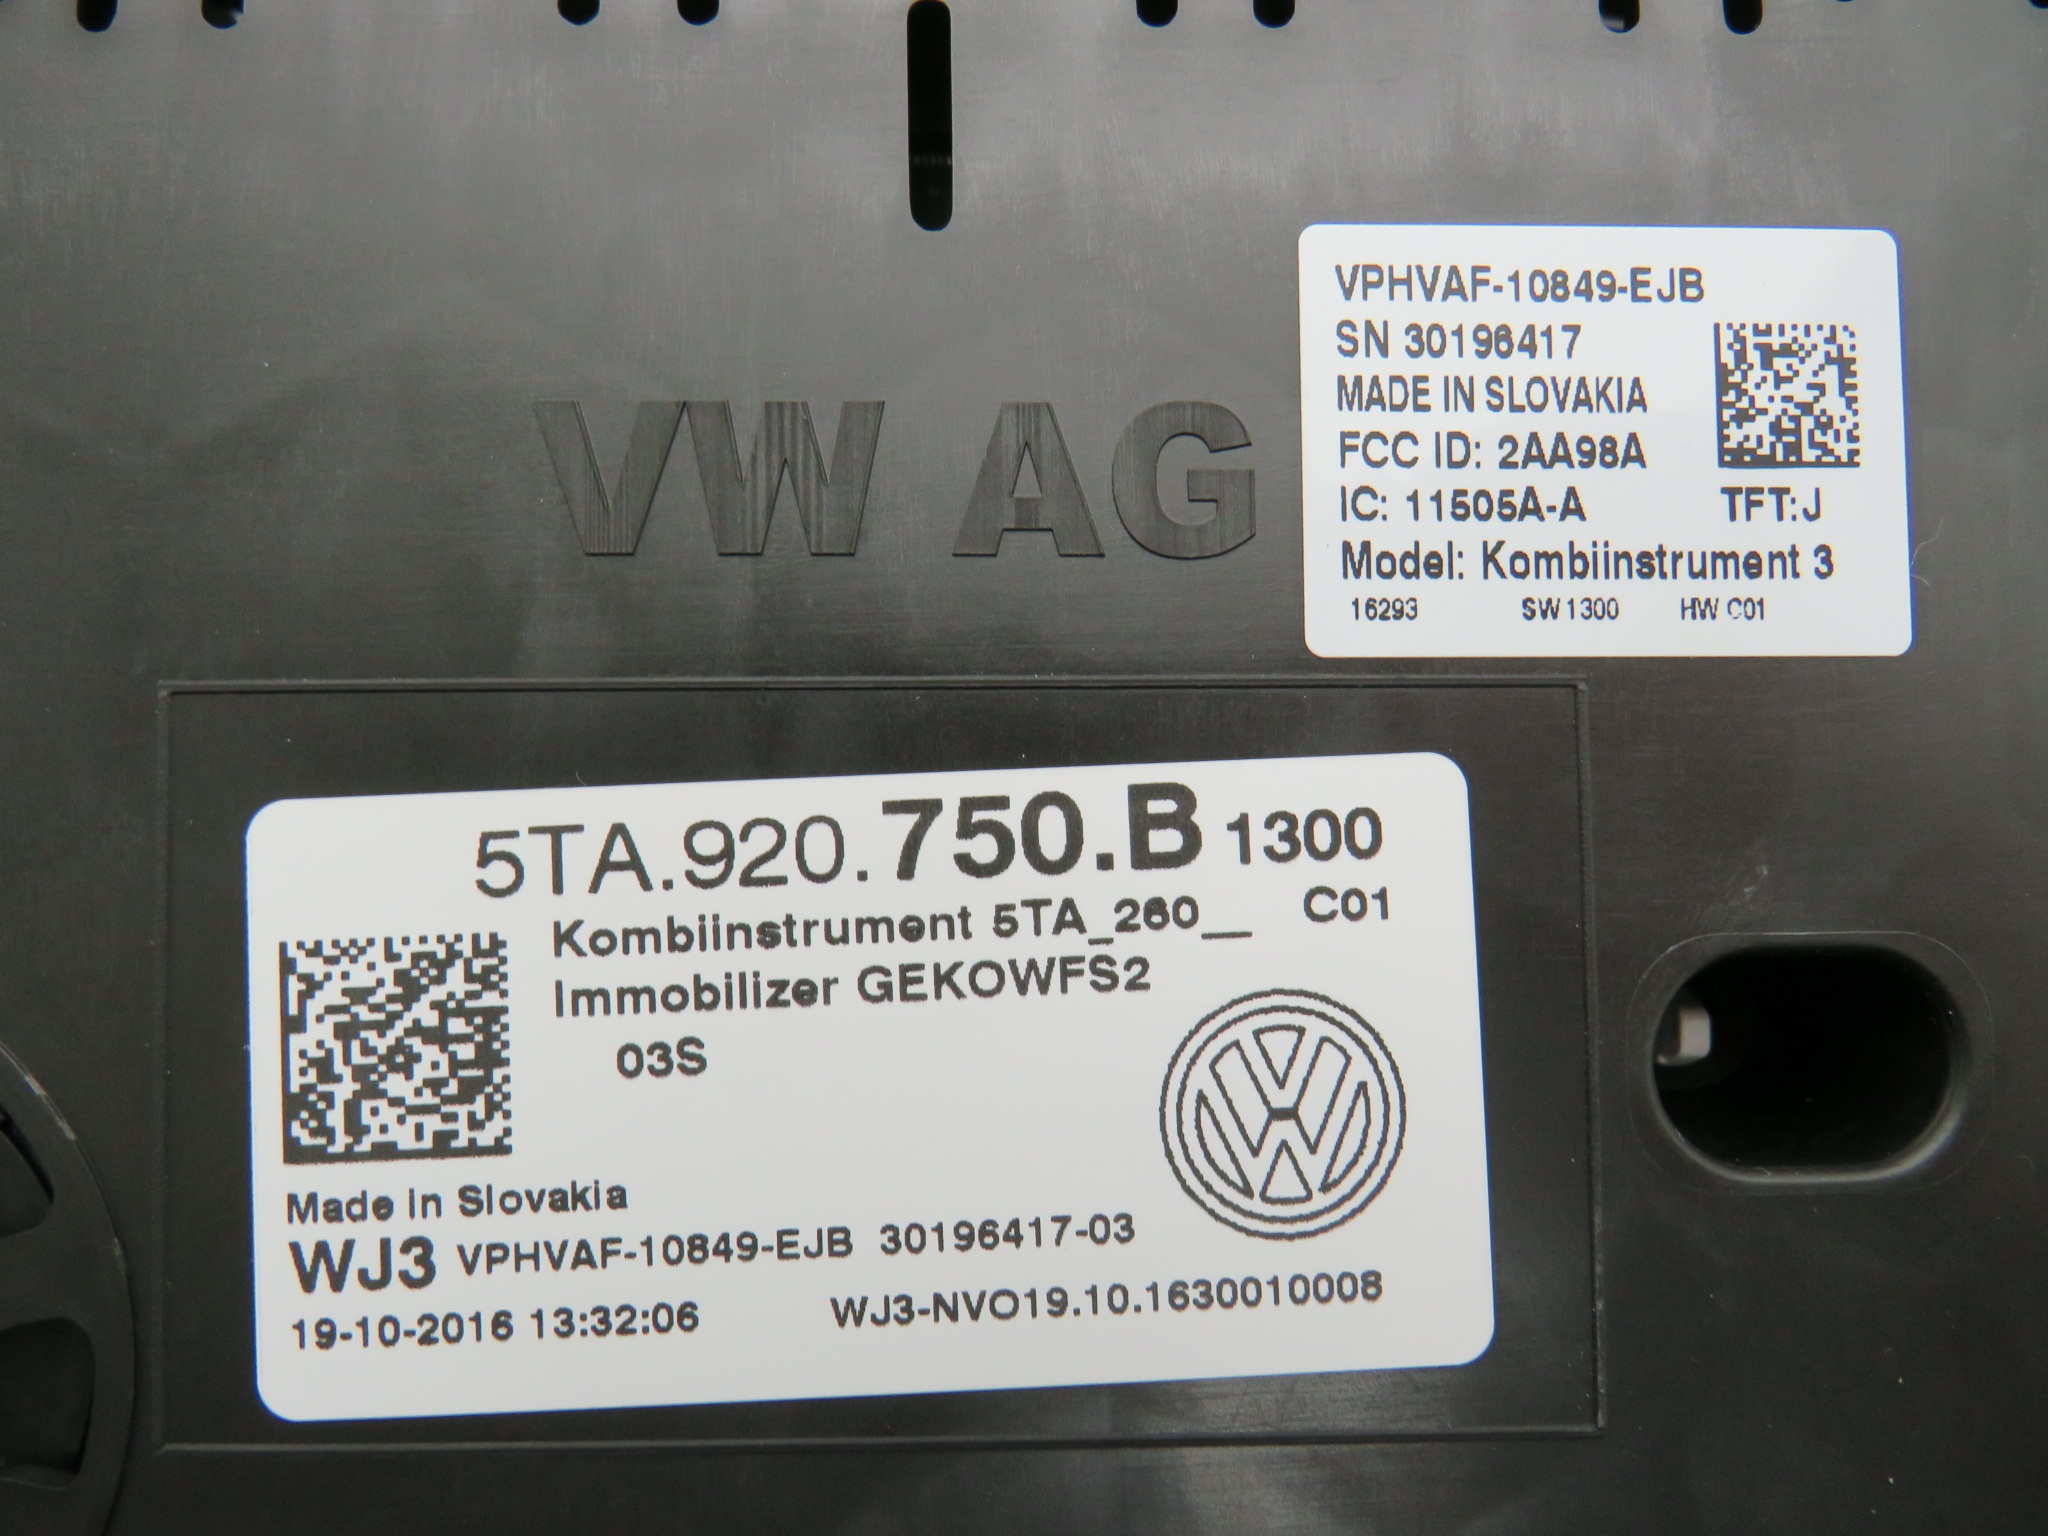 VW AG
VPHVAF-10849-EJB
SN 30196417
MADE IN SLOVAKIA
FCC ID: 2AA98A
IC: 11505A-A TFT:J
Model: Kombiinstrument 3
16293 SW 1300 HW C01
5TA.920.750.B 1300
Kombiinstrument 5TA_260__ C01
Immobilizer GEKOWFS2
03S
Made in Slovakia
WJ3 VPHVAF-10849-EJB 30196417-03
19-10-2016 13:32:06 WJ3-NVO19.10.1630010008